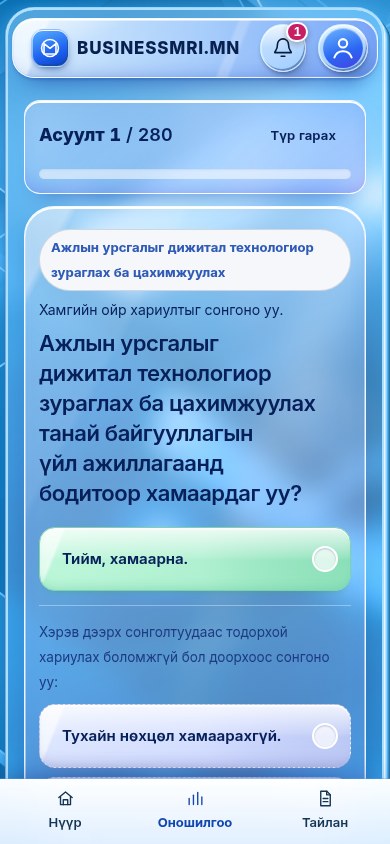 BUSINESSMRI.MN
1
Асуулт 1 / 280
Түр гарах
Ажлын урсгалыг дижитал технологиор
зураглах ба цахимжуулах
Хамгийн ойр хариултыг сонгоно уу.
Ажлын урсгалыг
дижитал технологиор
зураглах ба цахимжуулах
танай байгууллагын
үйл ажиллагаанд
бодитоор хамаардаг уу?
Тийм, хамаарна.
Хэрэв дээрх сонголтуудаас тодорхой
хариулах боломжгүй бол доорхоос сонгоно
уу:
Тухайн нөхцөл хамаарахгүй.
Нүүр
Оношилгоо
Тайлан